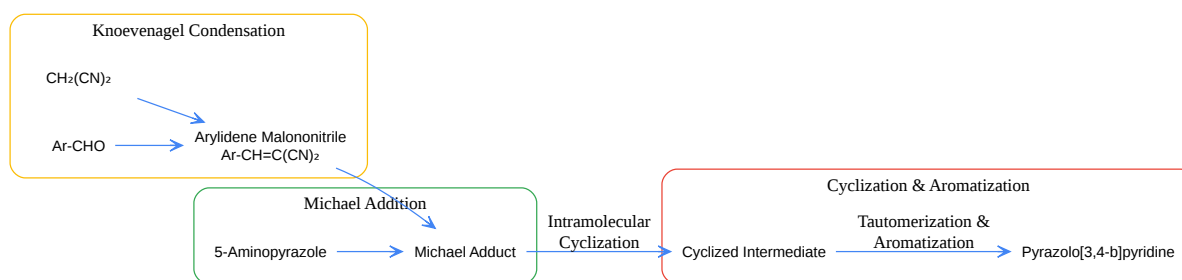 Knoevenagel Condensation
CH₂(CN)₂
Ar-CHO
Arylidene Malononitrile
Ar-CH=C(CN)₂
Michael Addition
5-Aminopyrazole
Michael Adduct
Intramolecular
Cyclization
Cyclization & Aromatization
Cyclized Intermediate
Tautomerization &
Aromatization
Pyrazolo[3,4-b]pyridine